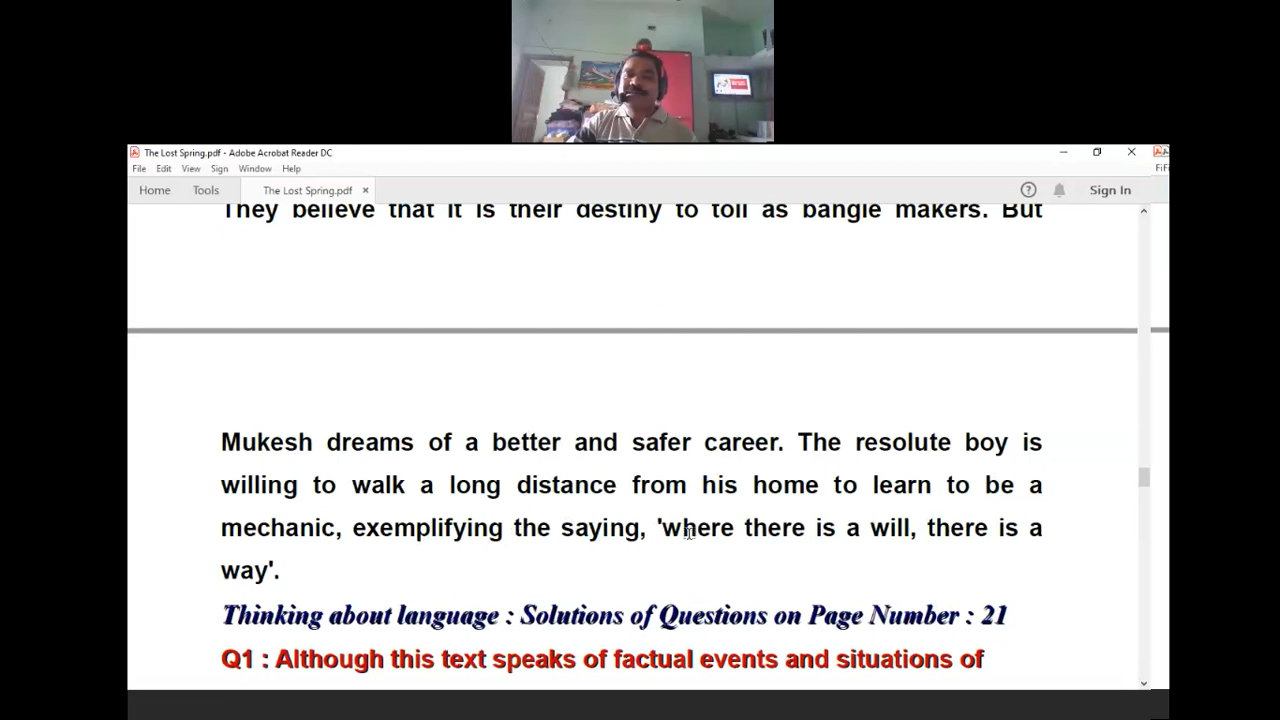 The Lost Spring.pdf - Adobe Acrobat Reader DC
File Edit View Sign Window Help
Home Tools The Lost Spring.pdf × ? Sign In
They believe that it is their destiny to toil as bangle makers. But
Mukesh dreams of a better and safer career. The resolute boy is
willing to walk a long distance from his home to learn to be a
mechanic, exemplifying the saying, 'where there is a will, there is a
way'.
Thinking about language : Solutions of Questions on Page Number : 21
Q1 : Although this text speaks of factual events and situations of